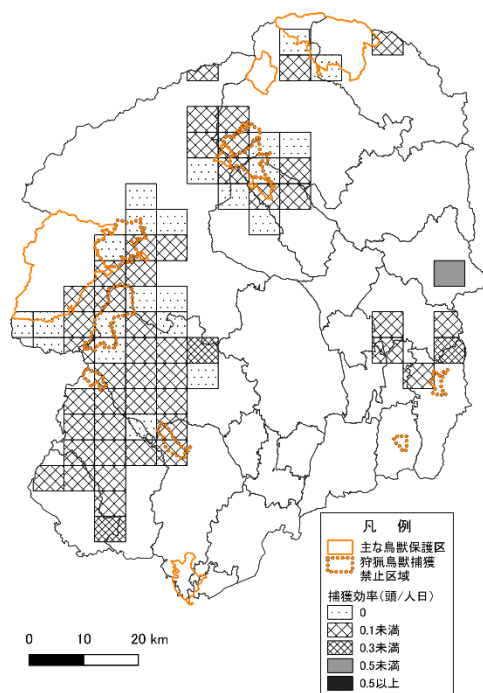 凡 例
主な鳥獣保護区
狩猟鳥獣捕獲
禁止区域
捕獲効率(頭/人日)
0
0.1未満
0.3未満
0.5未満
0.5以上
0 10 20 km